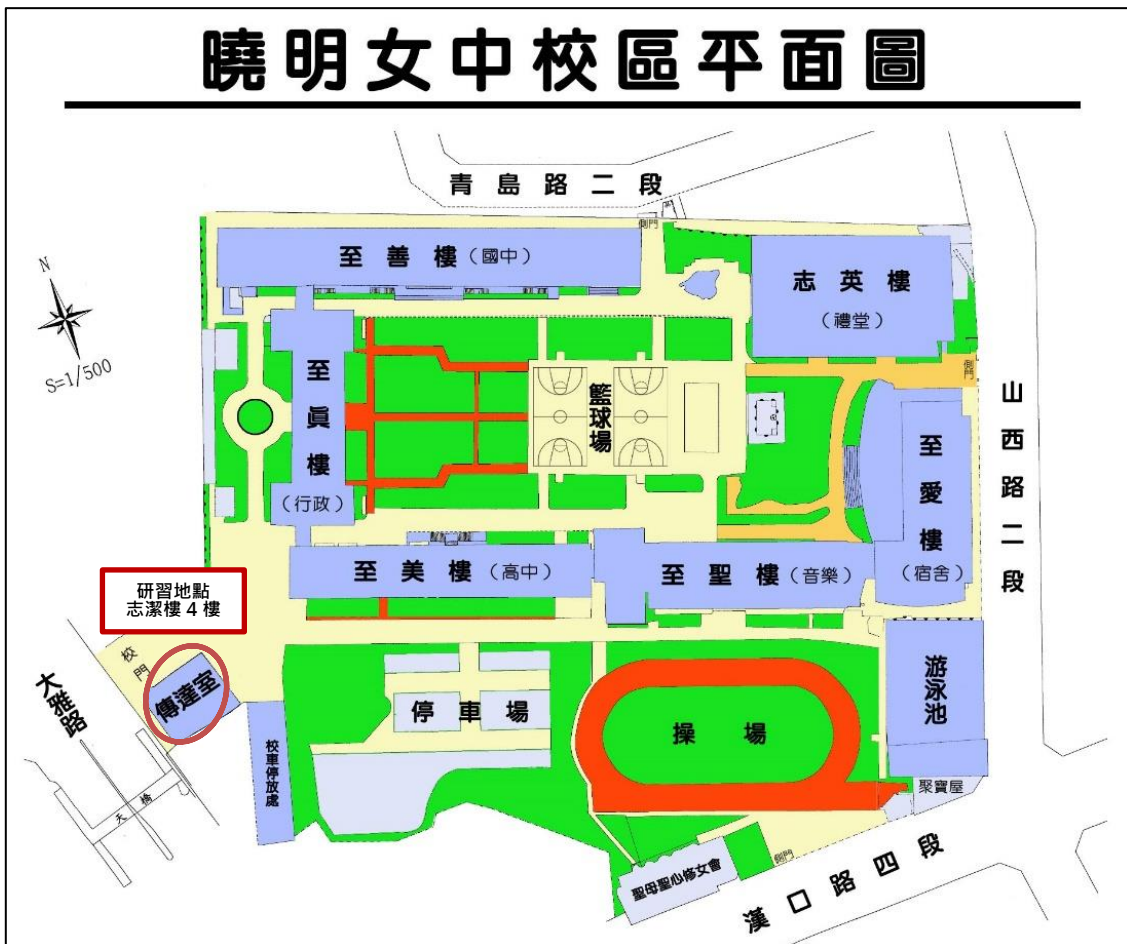 曉明女中校區平面圖
青島路二段
側門
至善樓(國中)
志英樓
(禮堂)
N
S=1/500
至眞樓
(行政)
籃球場
側門
山西路二段
至愛樓
(宿舍)
至美樓(高中)
至聖樓(音樂)
研習地點
志潔樓 4 樓
校門
傳達室
大雅路
天橋
校車停放處
停車場
操場
游泳池
聚寶屋
側門
聖母聖心修女會
漢口路四段